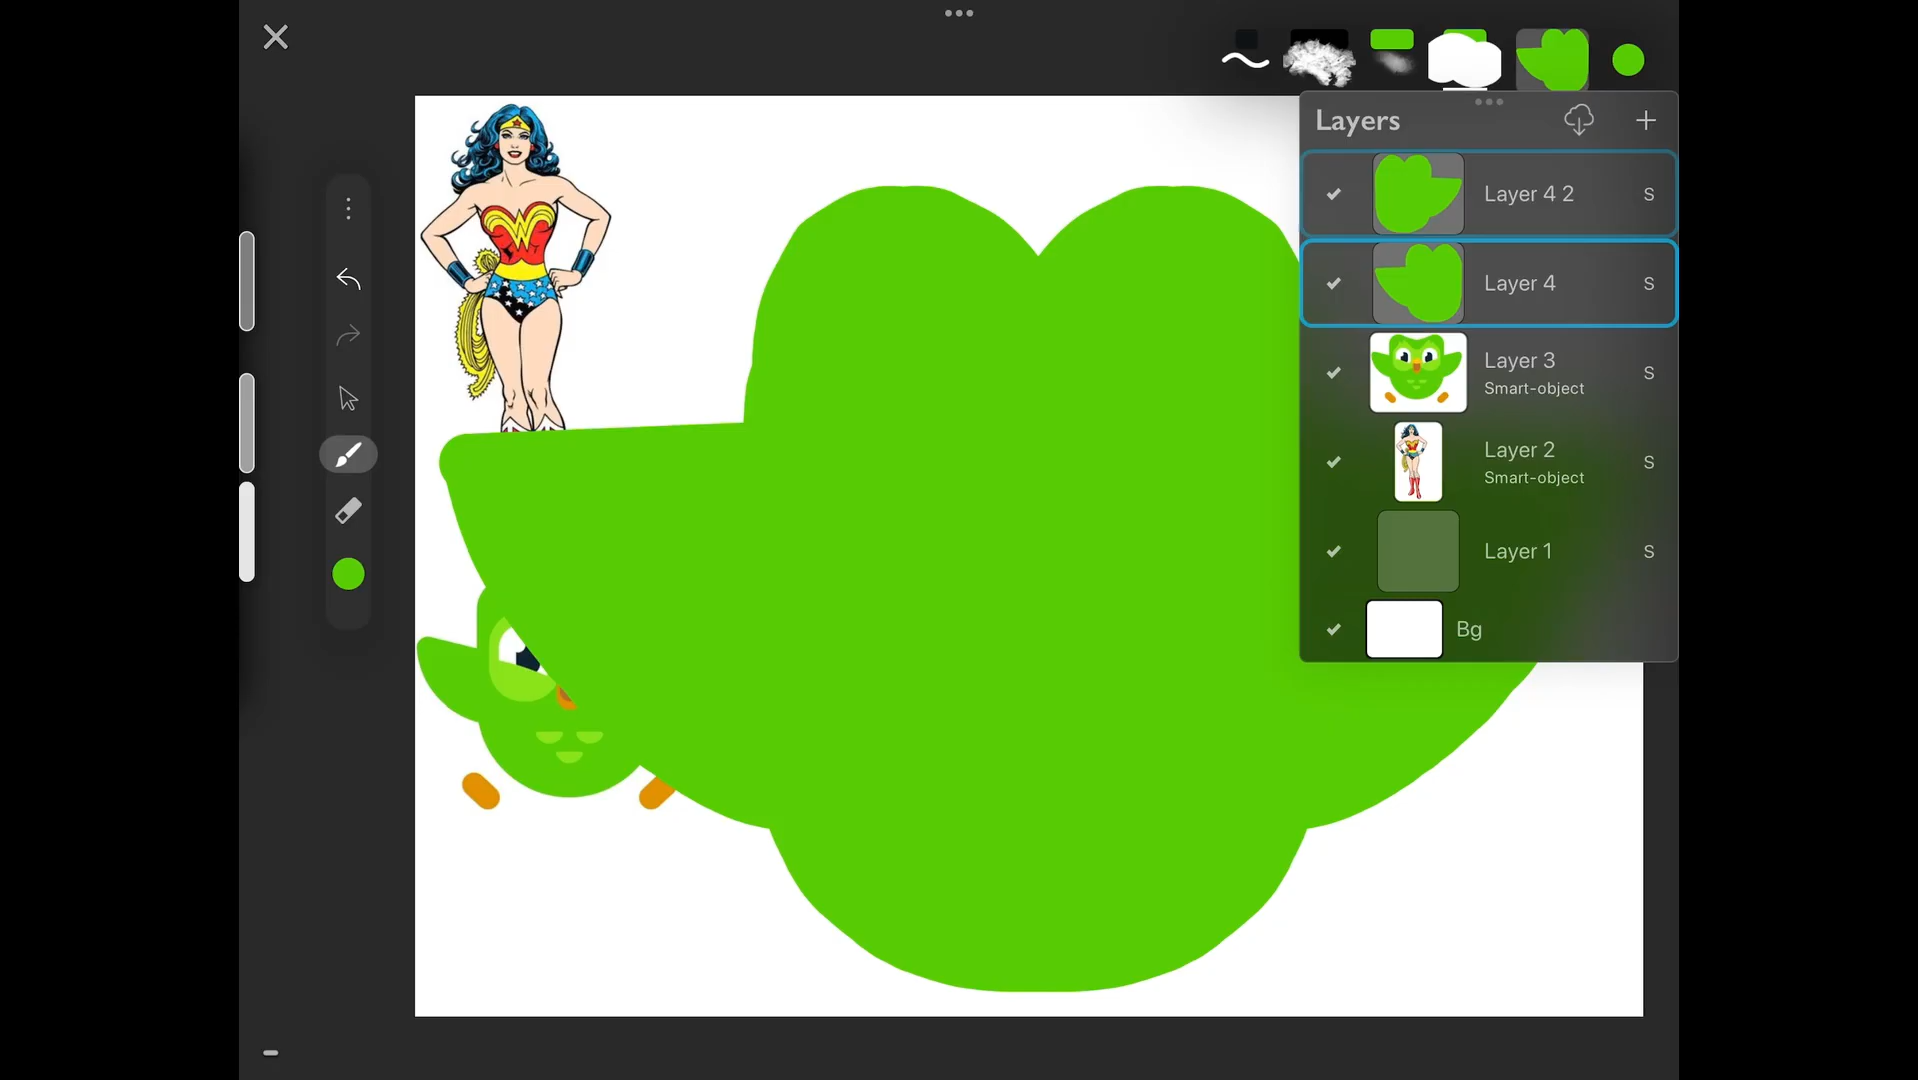 Layers
Layer 4 2
S
Layer 4
S
Layer 3
Smart-object
S
Layer 2
Smart-object
S
Layer 1
S
Bg
W